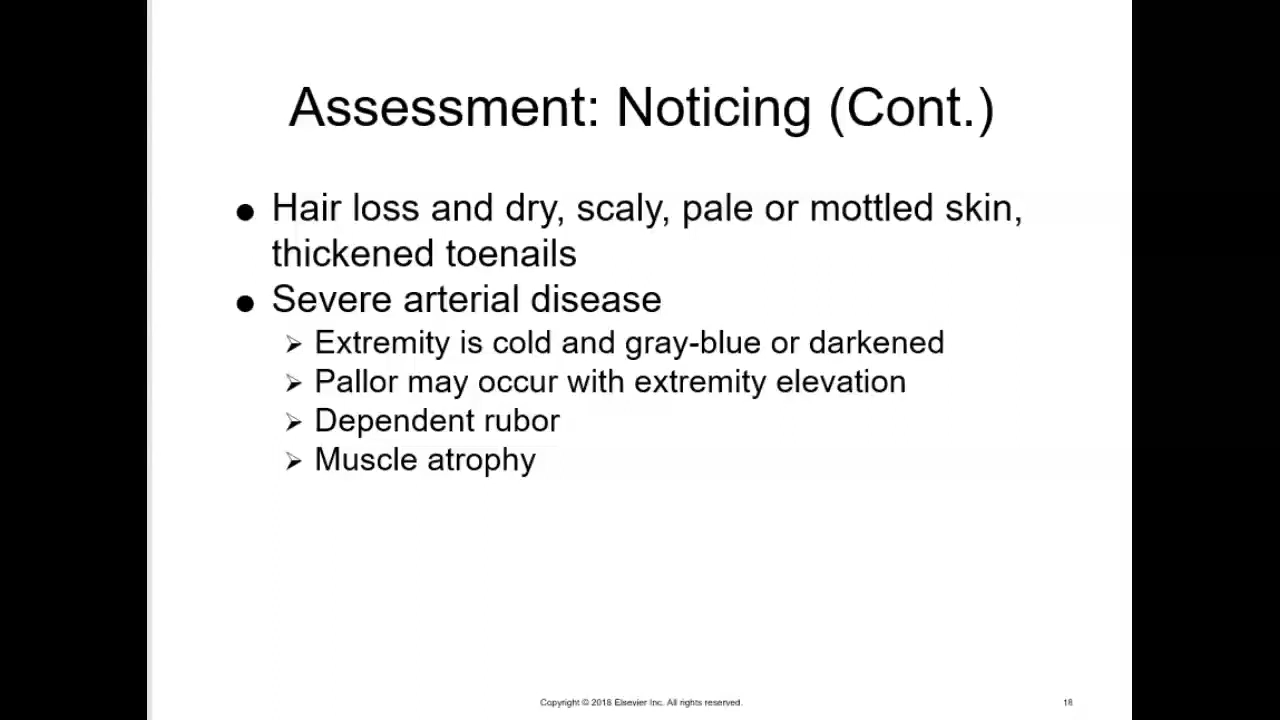 Assessment: Noticing (Cont.)
● Hair loss and dry, scaly, pale or mottled skin,
thickened toenails
● Severe arterial disease
➢ Extremity is cold and gray-blue or darkened
➢ Pallor may occur with extremity elevation
➢ Dependent rubor
➢ Muscle atrophy
Copyright © 2018 Elsevier Inc. All rights reserved.
18